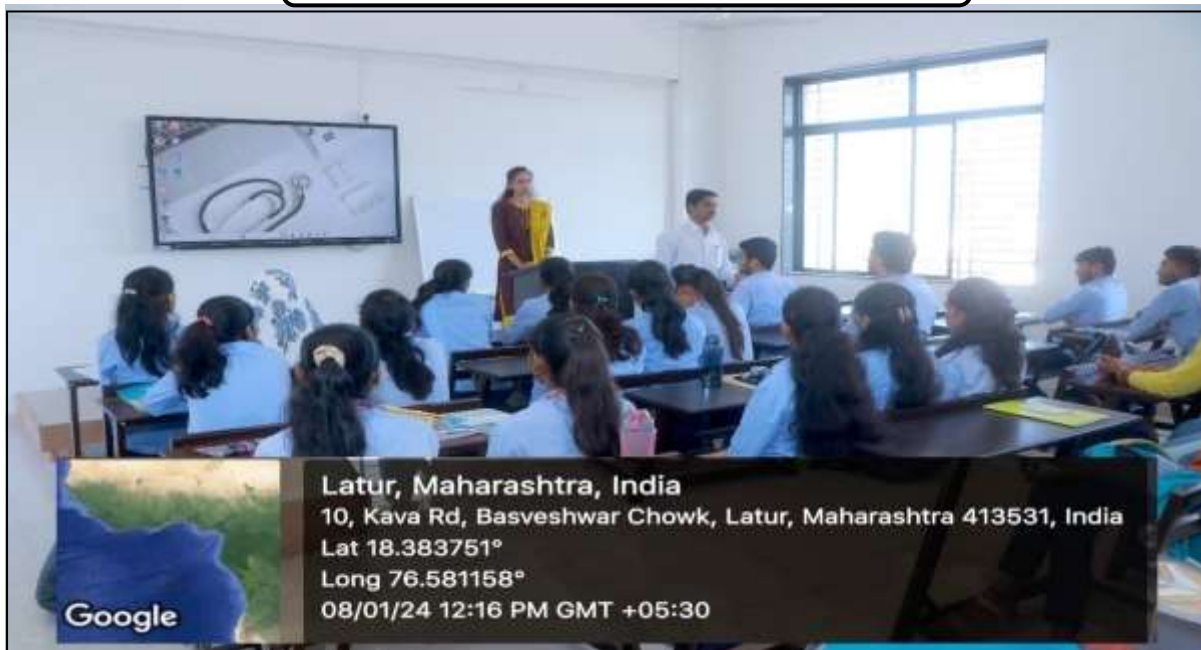 Latur, Maharashtra, India
10, Kava Rd, Basveshwar Chowk, Latur, Maharashtra 413531, India
Lat 18.383751°
Long 76.581158°
08/01/24 12:16 PM GMT +05:30
Google